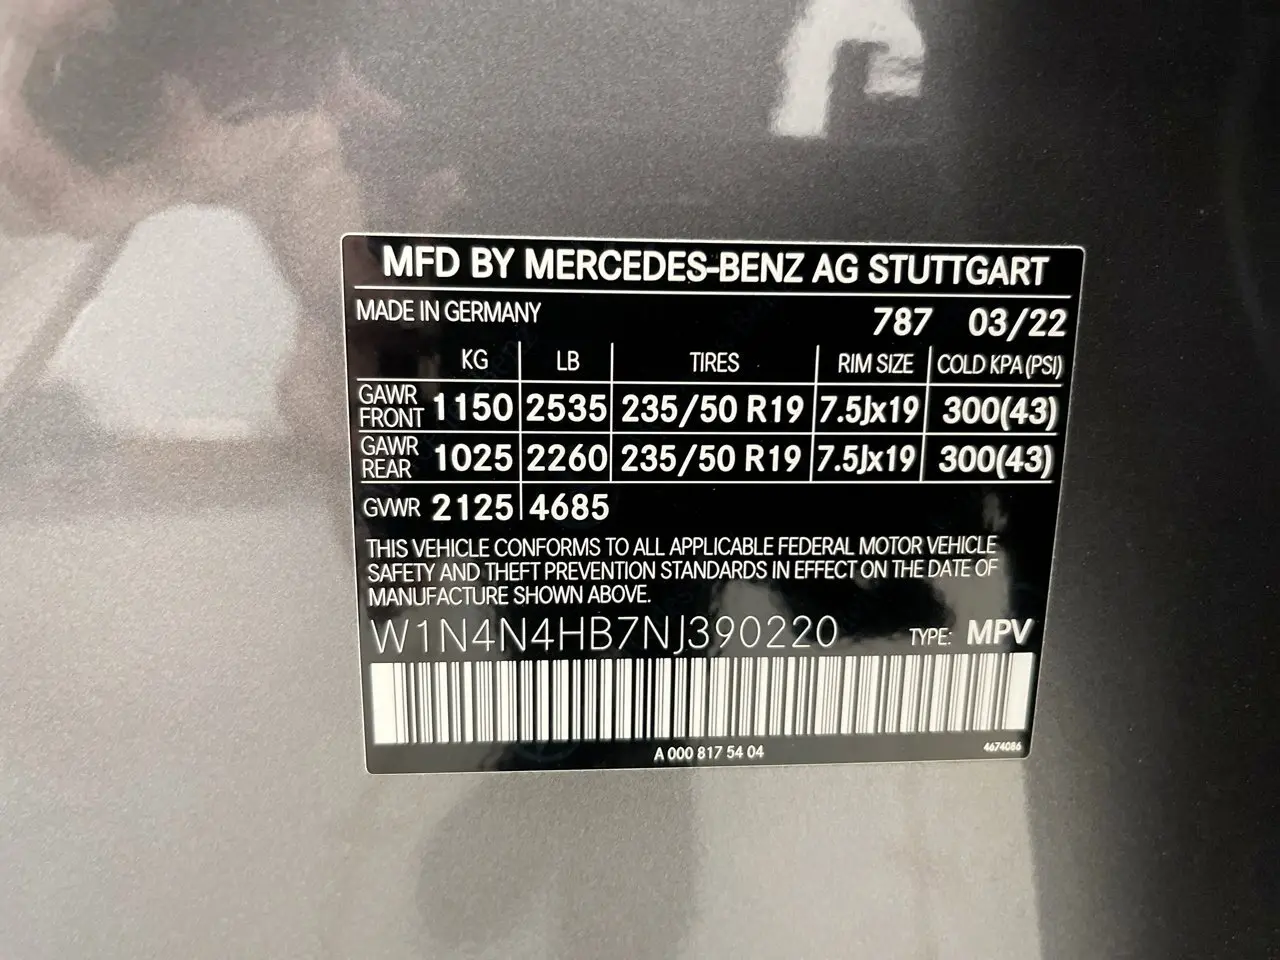 MFD BY MERCEDES-BENZ AG STUTTGART
MADE IN GERMANY 787 03/22
KG LB TIRES RIM SIZE COLD KPA(PSI)
GAWR FRONT 1150 2535 235/50 R19 7.5Jx19 300(43)
GAWR REAR 1025 2260 235/50 R19 7.5Jx19 300(43)
GVWR 2125 4685
THIS VEHICLE CONFORMS TO ALL APPLICABLE FEDERAL MOTOR VEHICLE
SAFETY AND THEFT PREVENTION STANDARDS IN EFFECT ON THE DATE OF
MANUFACTURE SHOWN ABOVE.
W1N4N4HB7NJ390220 TYPE: MPV
A 000 817 54 04 4674086